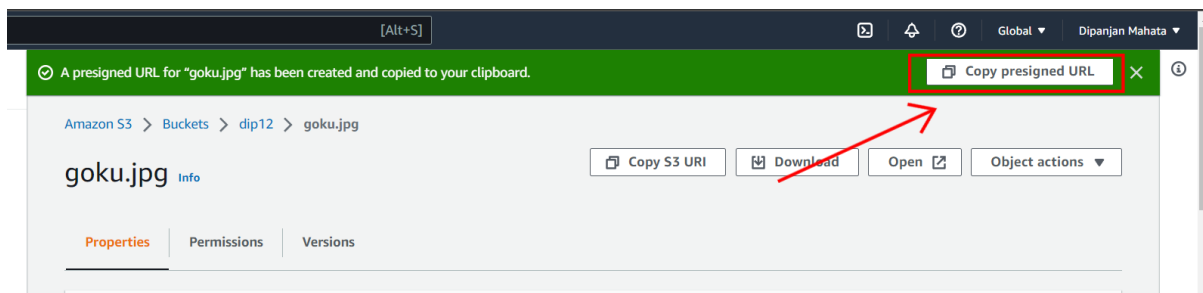 [Alt+S] Global Dipanjan Mahata
A presigned URL for “goku.jpg” has been created and copied to your clipboard. Copy presigned URL
Amazon S3 > Buckets > dip12 > goku.jpg
goku.jpg Info Copy S3 URI Download Open Object actions
Properties Permissions Versions